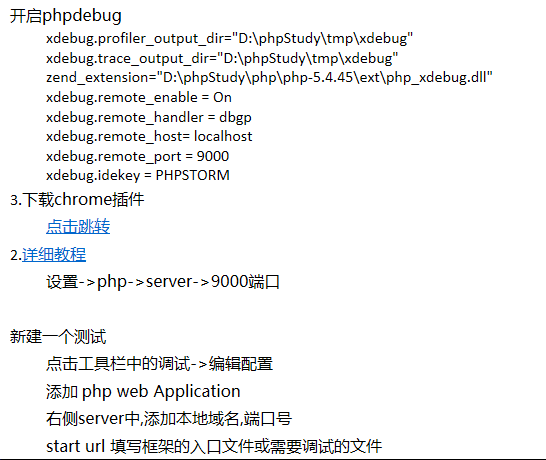 开启phpdebug
xdebug.profiler_output_dir="D:\phpStudy\tmp\xdebug"
xdebug.trace_output_dir="D:\phpStudy\tmp\xdebug"
zend_extension="D:\phpStudy\php\php-5.4.45\ext\php_xdebug.dll"
xdebug.remote_enable = On
xdebug.remote_handler = dbgp
xdebug.remote_host= localhost
xdebug.remote_port = 9000
xdebug.idekey = PHPSTORM
3.下载chrome插件
点击跳转
2.详细教程
设置->php->server->9000端口
新建一个测试
点击工具栏中的调试->编辑配置
添加 php web Application
右侧server中,添加本地域名,端口号
start url 填写框架的入口文件或需要调试的文件